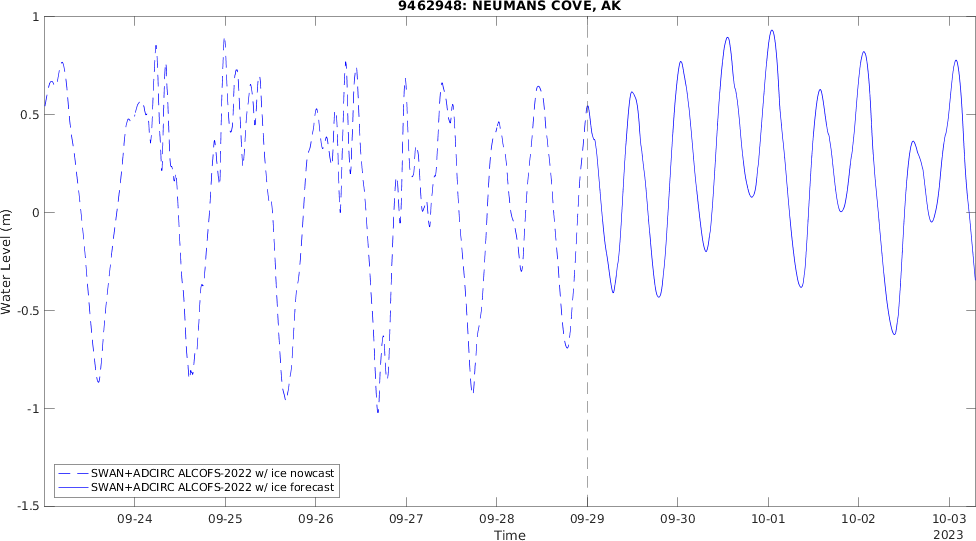 9462948: NEUMANS COVE, AK
Water Level (m)
1
0.5
0
-0.5
-1
-1.5
SWAN+ADCIRC ALCOFS-2022 w/ ice nowcast
SWAN+ADCIRC ALCOFS-2022 w/ ice forecast
09-24 09-25 09-26 09-27 09-28 09-29 09-30 10-01 10-02 10-03
Time
2023